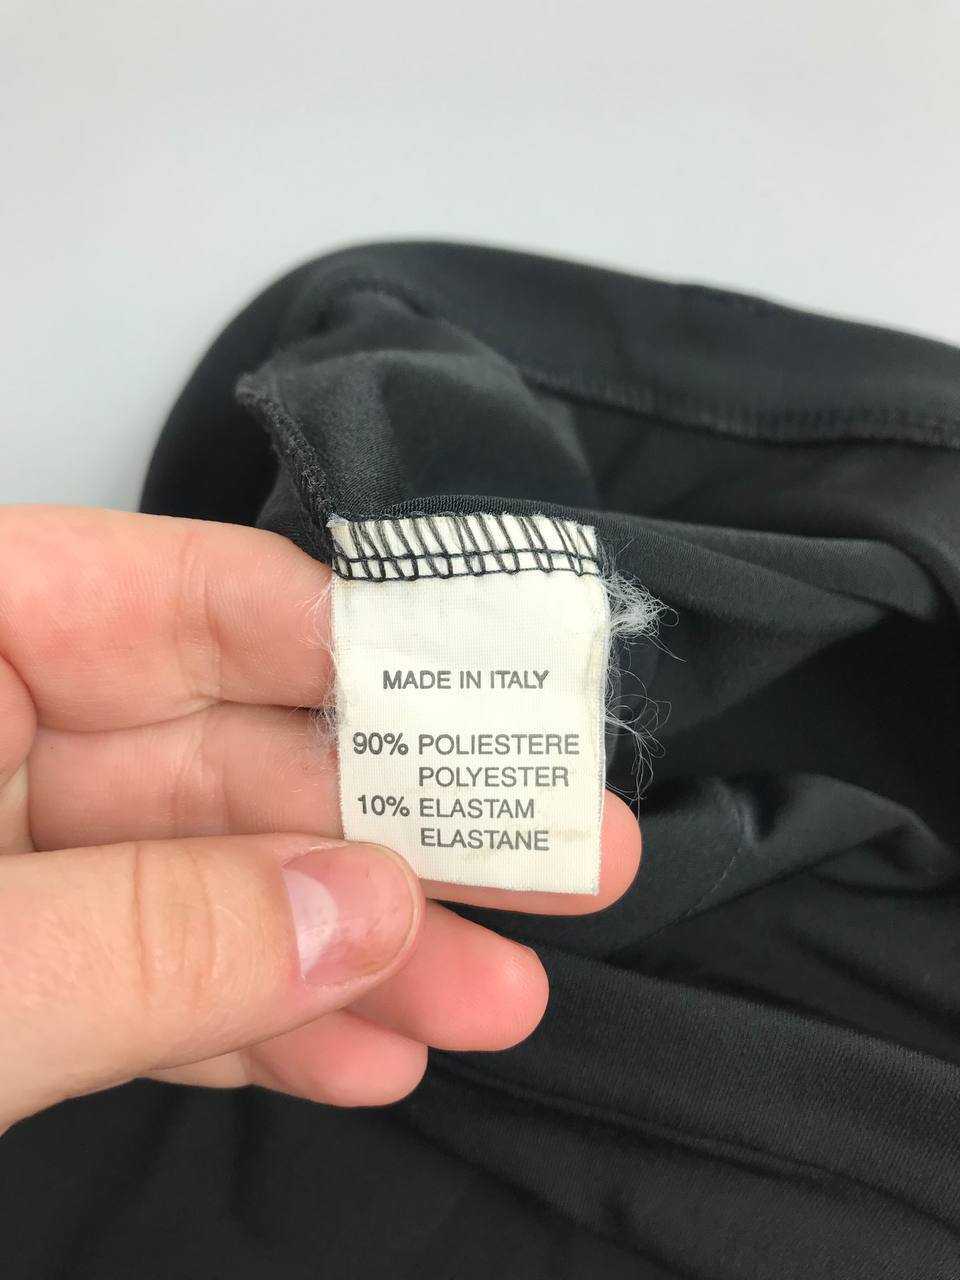 MADE IN ITALY
90% POLIESTERE
POLYESTER
10% ELASTAM
ELASTANE